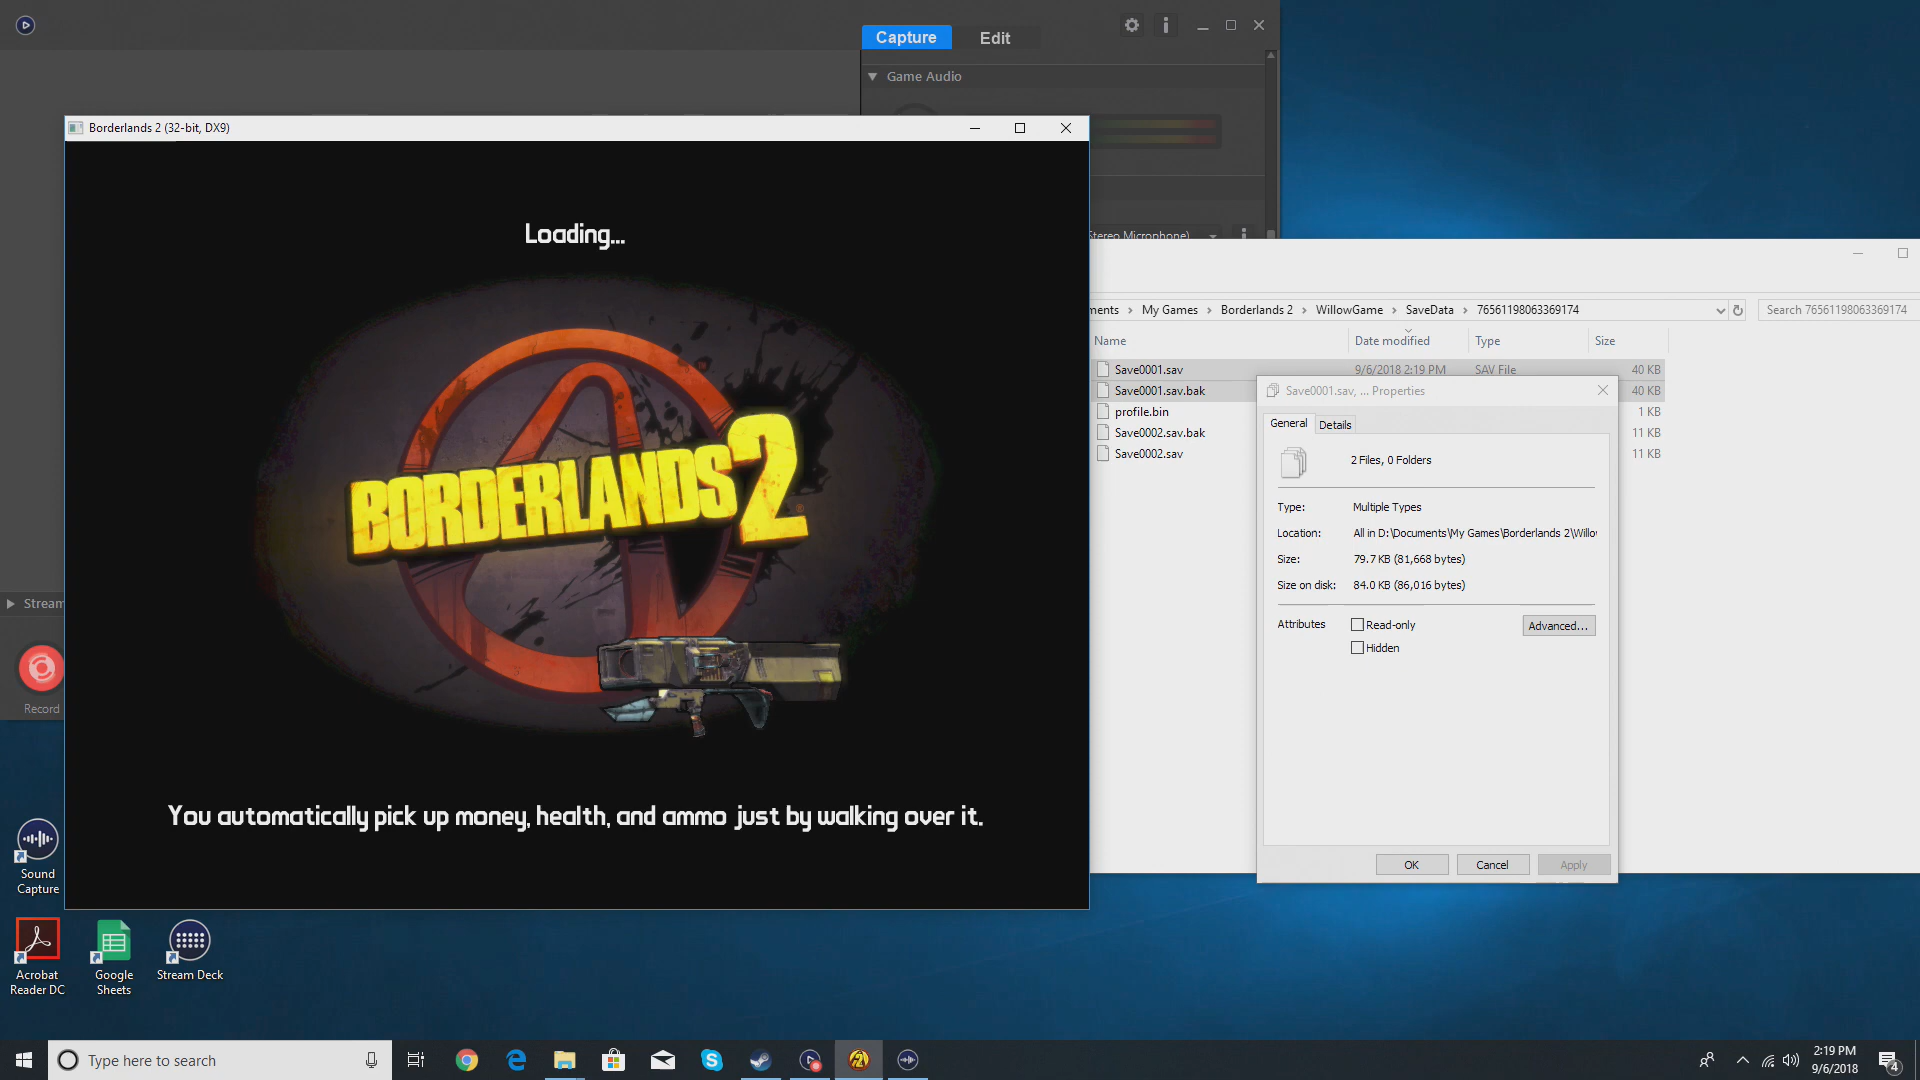 Capture
Edit
Game Audio
Stereo Microphone)
Borderlands 2 (32-bit, DX9)
Loading...
BORDERLANDS 2
You automatically pick up money, health, and ammo just by walking over it.
Stream
Record
ments > My Games > Borderlands 2 > WillowGame > SaveData > 76561198063369174
Search 76561198063369174
Name Date modified Type Size
Save0001.sav 9/6/2018 2:19 PM SAV File 40 KB
Save0001.sav.bak 40 KB
profile.bin 1 KB
Save0002.sav.bak 11 KB
Save0002.sav 11 KB
Save0001.sav, ... Properties
General Details
2 Files, 0 Folders
Type: Multiple Types
Location: All in D:\Documents\My Games\Borderlands 2\Willo
Size: 79.7 KB (81,668 bytes)
Size on disk: 84.0 KB (86,016 bytes)
Attributes Read-only Advanced...
Hidden
OK Cancel Apply
Sound
Capture
Acrobat
Reader DC
Google
Sheets
Stream Deck
Type here to search
2:19 PM
9/6/2018
4